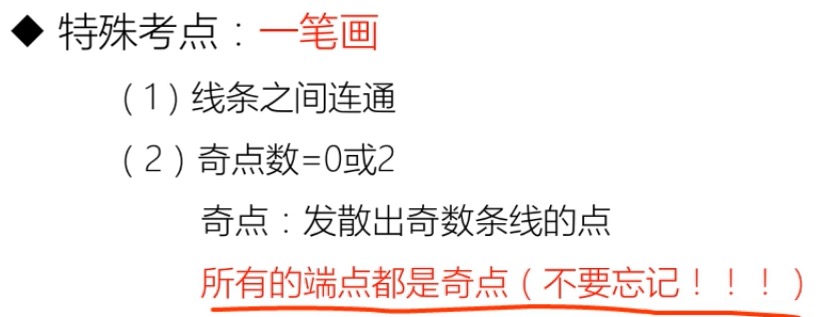 ◆ 特殊考点：一笔画
（1）线条之间连通
（2）奇点数=0或2
奇点：发散出奇数条线的点
所有的端点都是奇点（不要忘记！！！）